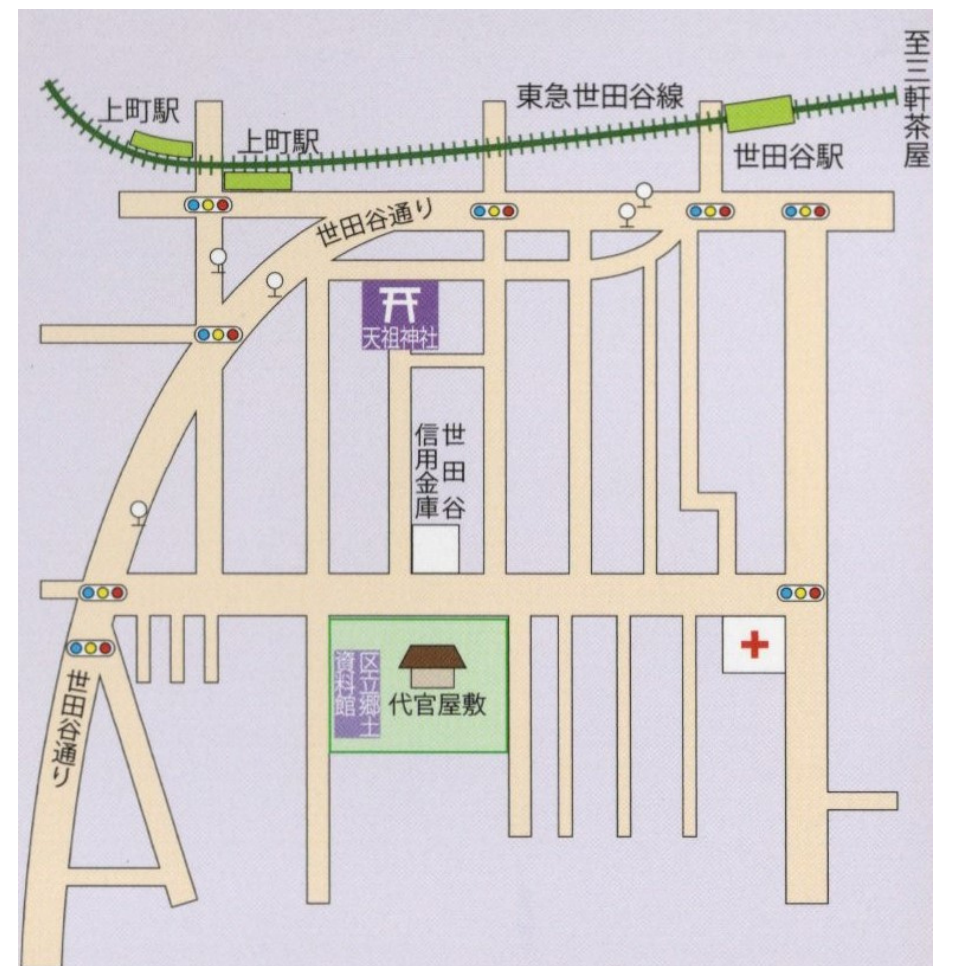 至三軒茶屋
東急世田谷線
上町駅
上町駅
世田谷駅
世田谷通り
天祖神社
世田谷
信用金庫
区立郷土
資料館
代官屋敷
世田谷通り